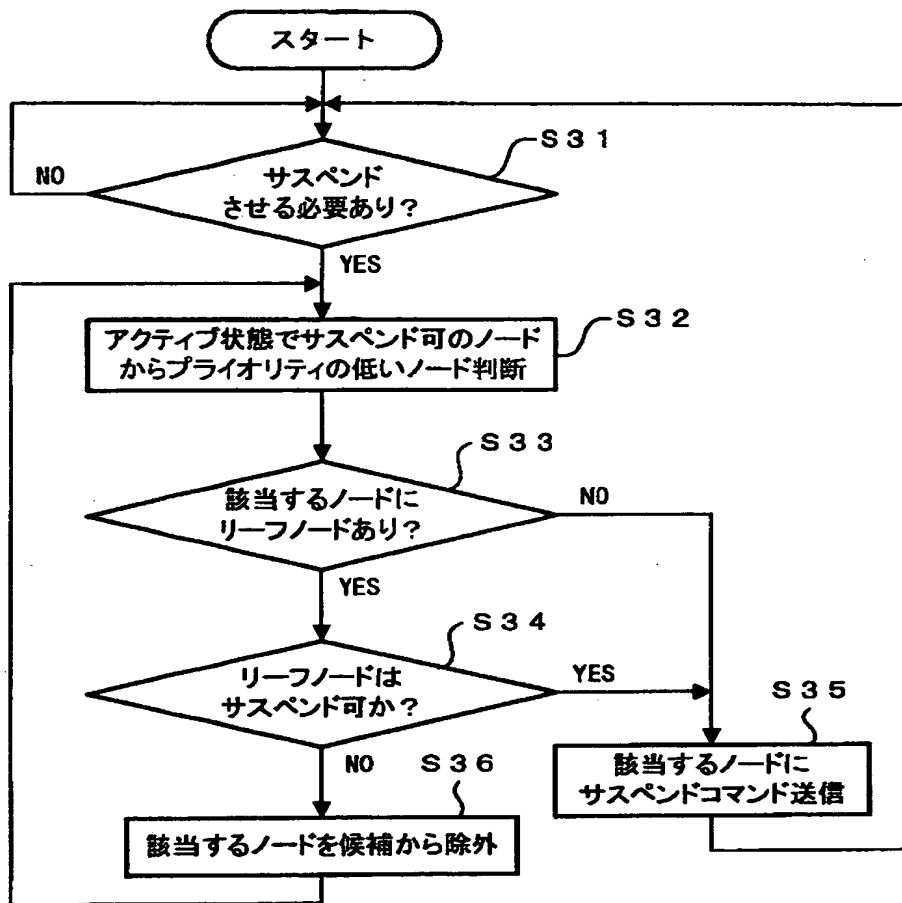 スタート
S31
NO
サスペンド
させる必要あり？
YES
S32
アクティブ状態でサスペンド可のノード
からプライオリティの低いノード判断
S33
該当するノードに
リーフノードあり？
NO
YES
S34
リーフノードは
サスペンド可か？
YES
S35
NO
S36
該当するノードに
サスペンドコマンド送信
該当するノードを候補から除外